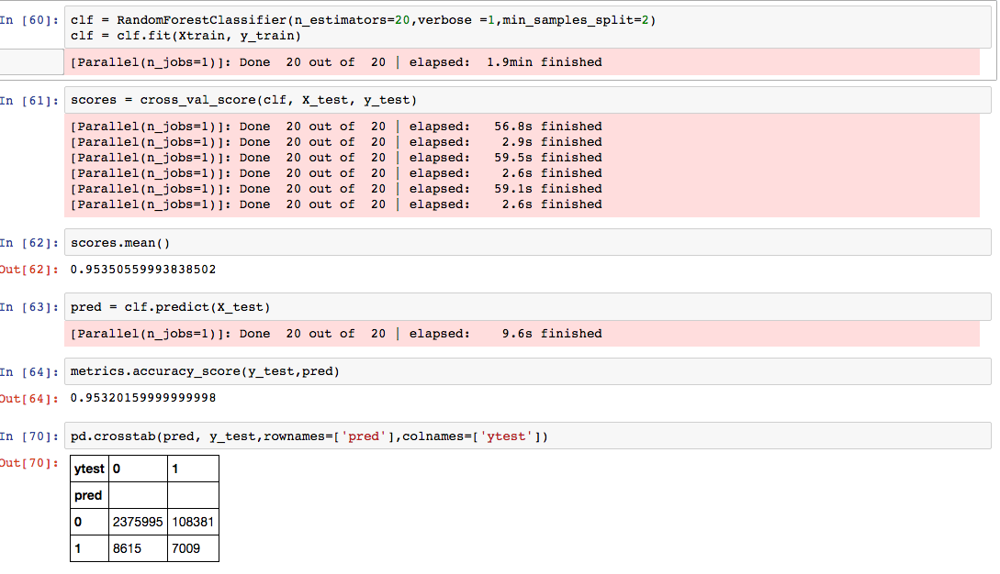 In [60]: clf = RandomForestClassifier(n_estimators=20,verbose =1,min_samples_split=2)
clf = clf.fit(Xtrain, y_train)
[Parallel(n_jobs=1)]: Done  20 out of  20 | elapsed:  1.9min finished
In [61]: scores = cross_val_score(clf, X_test, y_test)
[Parallel(n_jobs=1)]: Done  20 out of  20 | elapsed:   56.8s finished
[Parallel(n_jobs=1)]: Done  20 out of  20 | elapsed:    2.9s finished
[Parallel(n_jobs=1)]: Done  20 out of  20 | elapsed:   59.5s finished
[Parallel(n_jobs=1)]: Done  20 out of  20 | elapsed:    2.6s finished
[Parallel(n_jobs=1)]: Done  20 out of  20 | elapsed:   59.1s finished
[Parallel(n_jobs=1)]: Done  20 out of  20 | elapsed:    2.6s finished
In [62]: scores.mean()
Out[62]: 0.95350559993838502
In [63]: pred = clf.predict(X_test)
[Parallel(n_jobs=1)]: Done  20 out of  20 | elapsed:    9.6s finished
In [64]: metrics.accuracy_score(y_test,pred)
Out[64]: 0.95320159999999998
In [70]: pd.crosstab(pred, y_test,rownames=['pred'],colnames=['ytest'])
Out[70]:
ytest 0 1
pred
0 2375995 108381
1 8615 7009